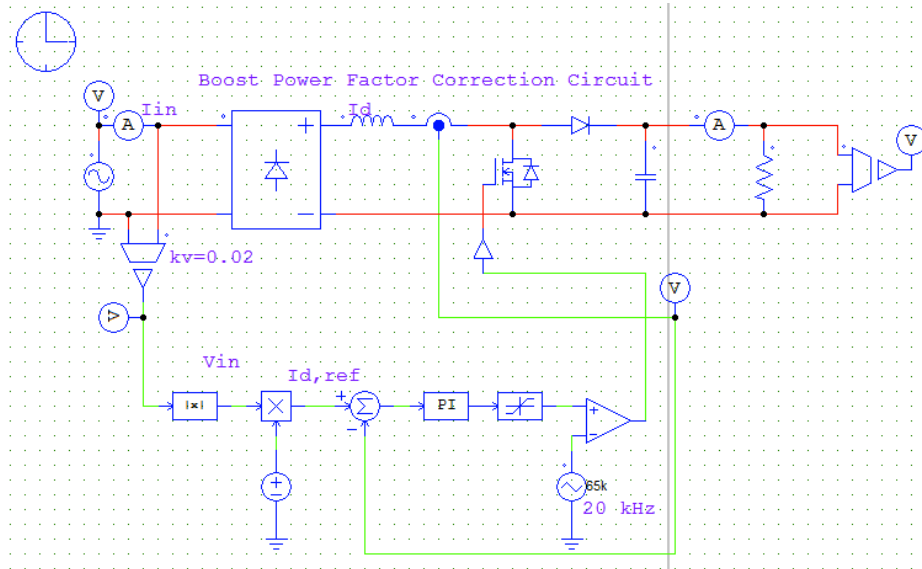 Boost Power Factor Correction Circuit
V
Iin
Id
A
A
V
kv=0.02
V
V
Vin
Id,ref
|x|
PI
65k
20 kHz